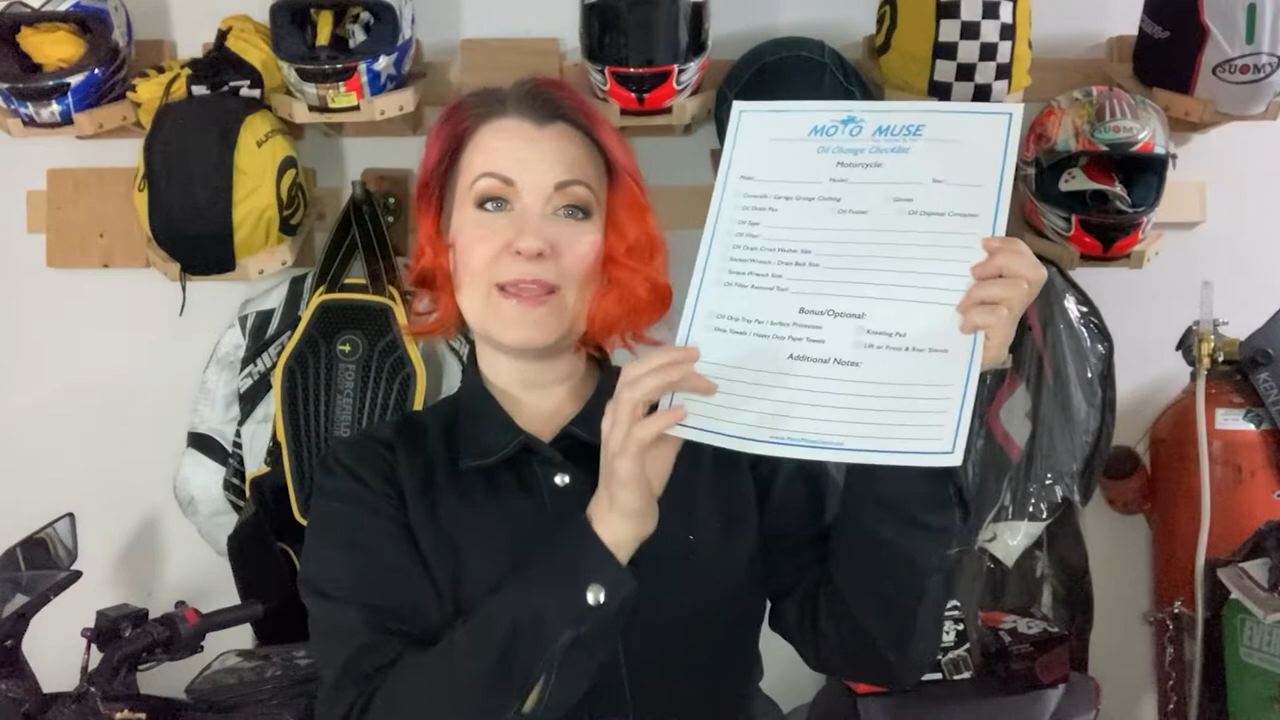 SUOMY
SUOMY
MOTO MUSE
Oil Change Checklist
Motorcycle:
Make: Model: Year:
Coveralls / Garage Grunge Clothing Gloves
Oil Drain Pan Oil Funnel Oil Disposal Container
Oil Type:
Oil Filter:
Oil Drain Crush Washer Size:
Socket/Wrench - Drain Bolt Size:
Torque Wrench Size:
Oil Filter Removal Tool:
Bonus/Optional:
Oil Drip Tray Pan / Surface Protection Kneeling Pad
Shop Towels / Heavy Duty Paper Towels Lift or Front & Rear Stands
Additional Notes:
SHIFT
FORCEFIELD